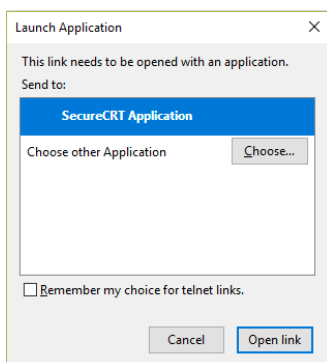 Launch Application
This link needs to be opened with an application.
Send to:
SecureCRT Application
Choose other Application
Choose...
Remember my choice for telnet links.
Cancel
Open link